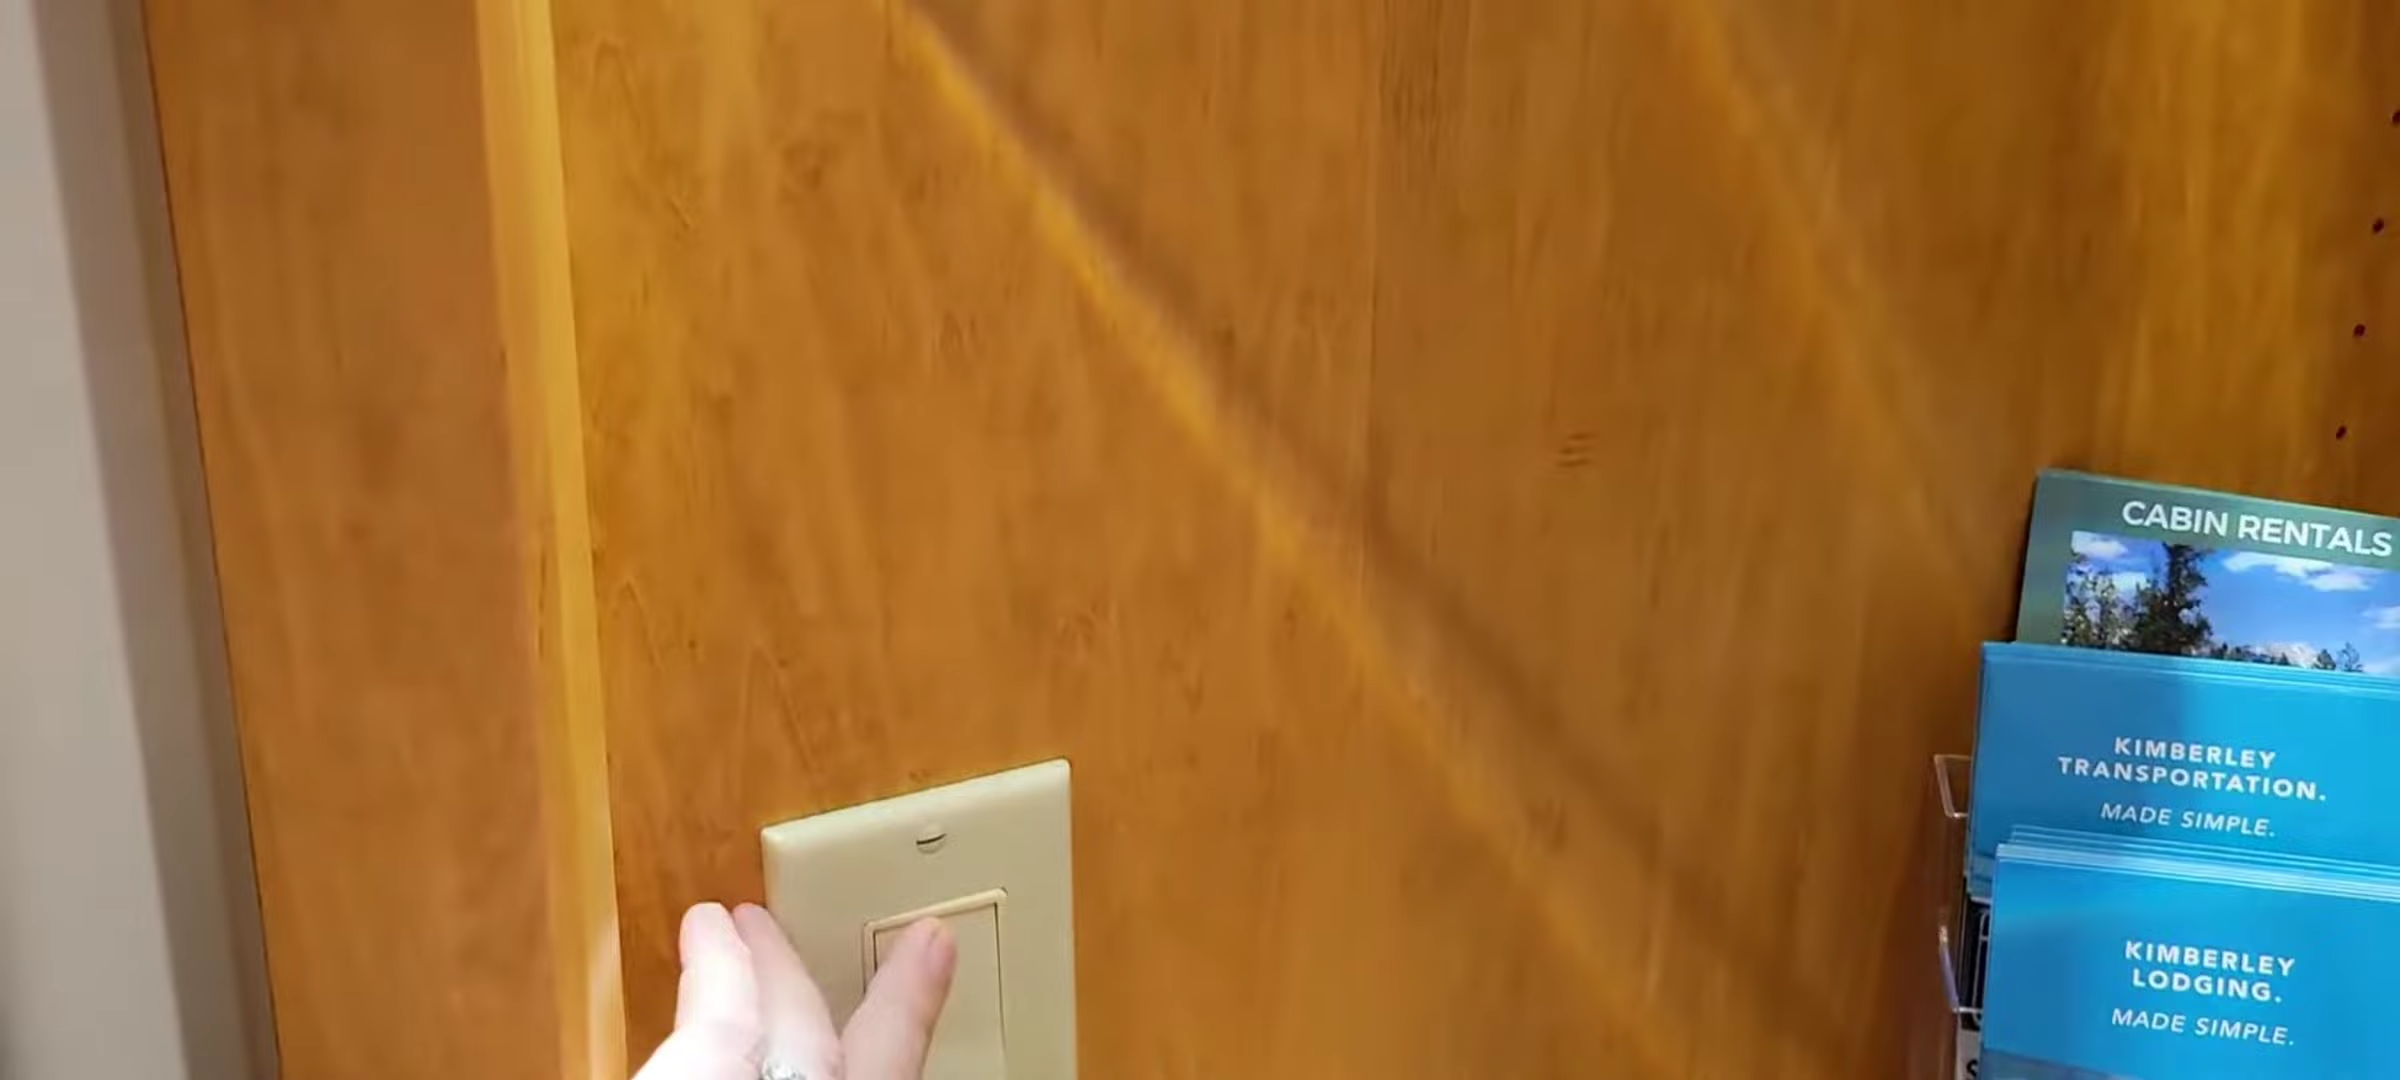 CABIN RENTALS
KIMBERLEY
TRANSPORTATION.
MADE SIMPLE.
KIMBERLEY
LODGING.
MADE SIMPLE.